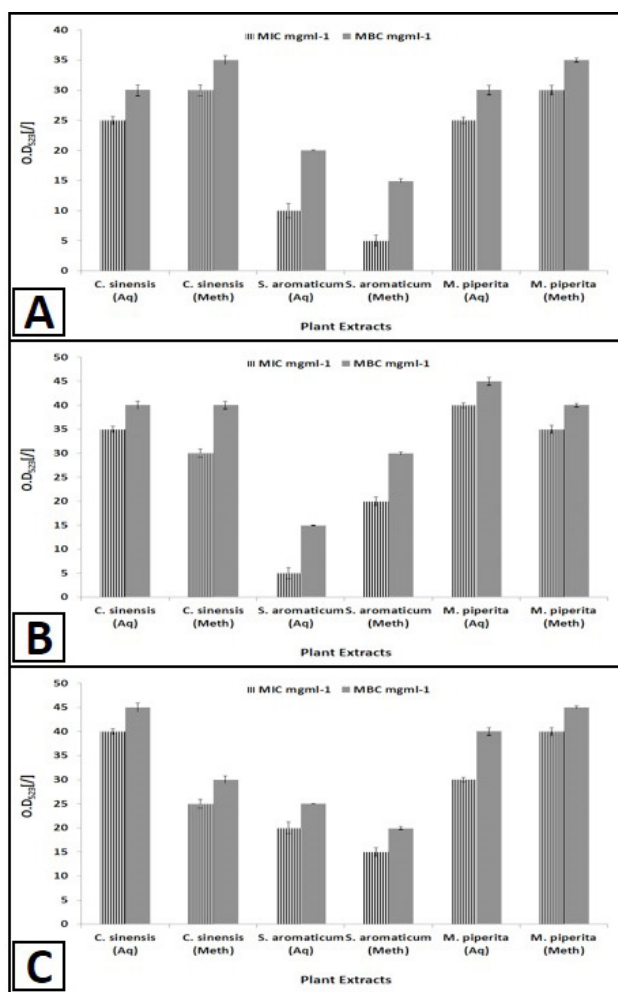 MIC mgml-1 MBC mgml-1
40
35
30
25
20
15
10
5
0
O.D523[/]
C. sinensis (Aq) C. sinensis (Meth) S. aromaticum (Aq) S. aromaticum (Meth) M. piperita (Aq) M. piperita (Meth)
Plant Extracts
A
MIC mgml-1 MBC mgml-1
50
45
40
35
30
25
20
15
10
5
0
O.D523[/]
C. sinensis (Aq) C. sinensis (Meth) S. aromaticum (Aq) S. aromaticum (Meth) M. piperita (Aq) M. piperita (Meth)
Plant Extracts
B
MIC mgml-1 MBC mgml-1
50
45
40
35
30
25
20
15
10
5
0
O.D523[/]
C. sinensis (Aq) C. sinensis (Meth) S. aromaticum (Aq) S. aromaticum (Meth) M. piperita (Aq) M. piperita (Meth)
Plant Extracts
C